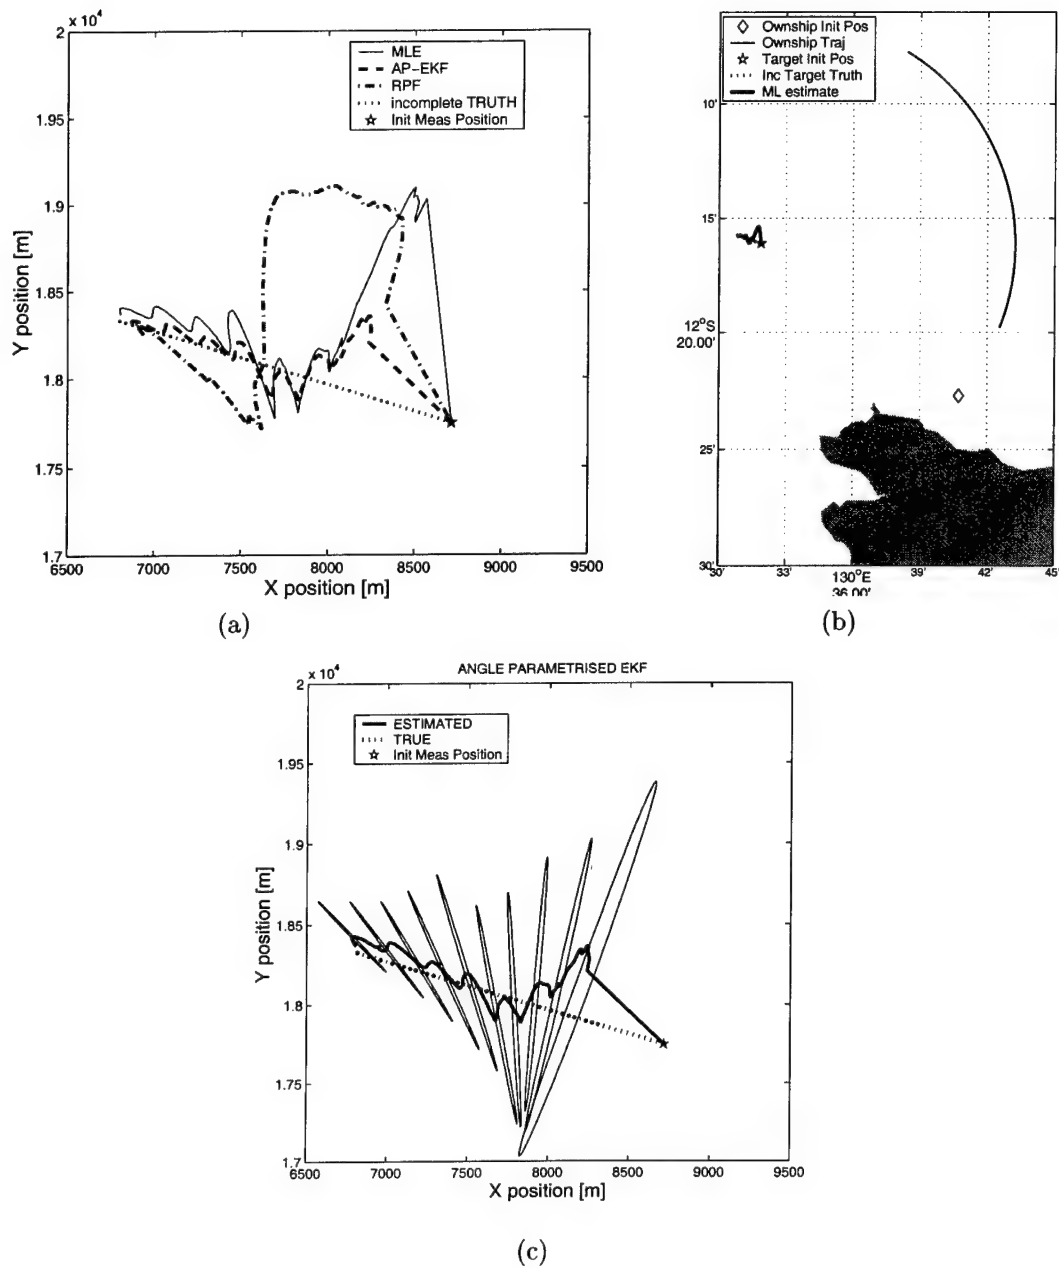 x 10⁴
2
1.95
1.9
1.85
1.8
1.75
1.7
Y position [m]
MLE
AP-EKF
RPF
incomplete TRUTH
Init Meas Position
6500
7000
7500
8000
8500
9000
9500
X position [m]
(a)
Ownship Init Pos
Ownship Traj
Target Init Pos
Inc Target Truth
ML estimate
10'
15'
12°S
20.00'
25'
30'
30'
33'
130°E
36.00'
39'
42'
45'
(b)
ANGLE PARAMETRISED EKF
x 10⁴
2
1.95
1.9
1.85
1.8
1.75
1.7
Y position [m]
ESTIMATED
TRUE
Init Meas Position
6500
7000
7500
8000
8500
9000
9500
X position [m]
(c)